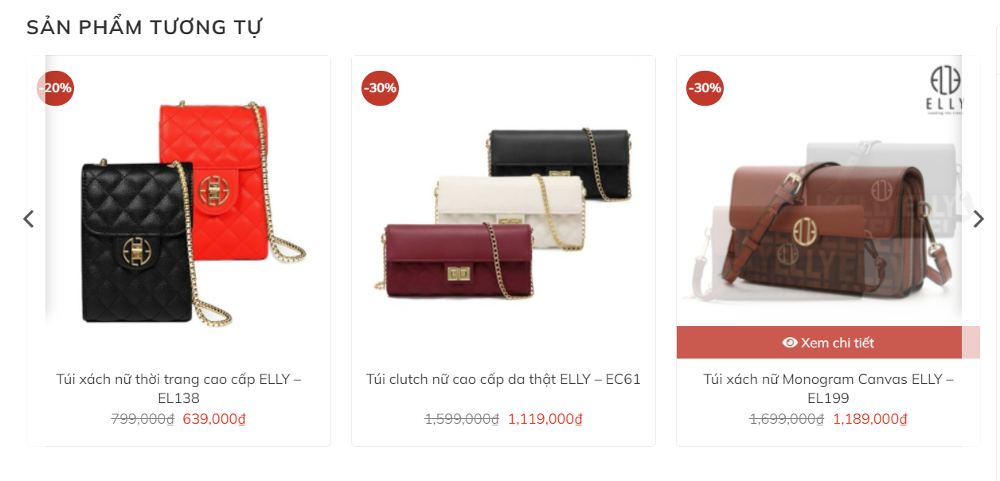 SẢN PHẨM TƯƠNG TỰ
-20%
-30%
-30%
ELLY
Xem chi tiết
Túi xách nữ thời trang cao cấp ELLY –
EL138
799,000₫ 639,000₫
Túi clutch nữ cao cấp da thật ELLY – EC61
1,599,000₫ 1,119,000₫
Túi xách nữ Monogram Canvas ELLY –
EL199
1,699,000₫ 1,189,000₫